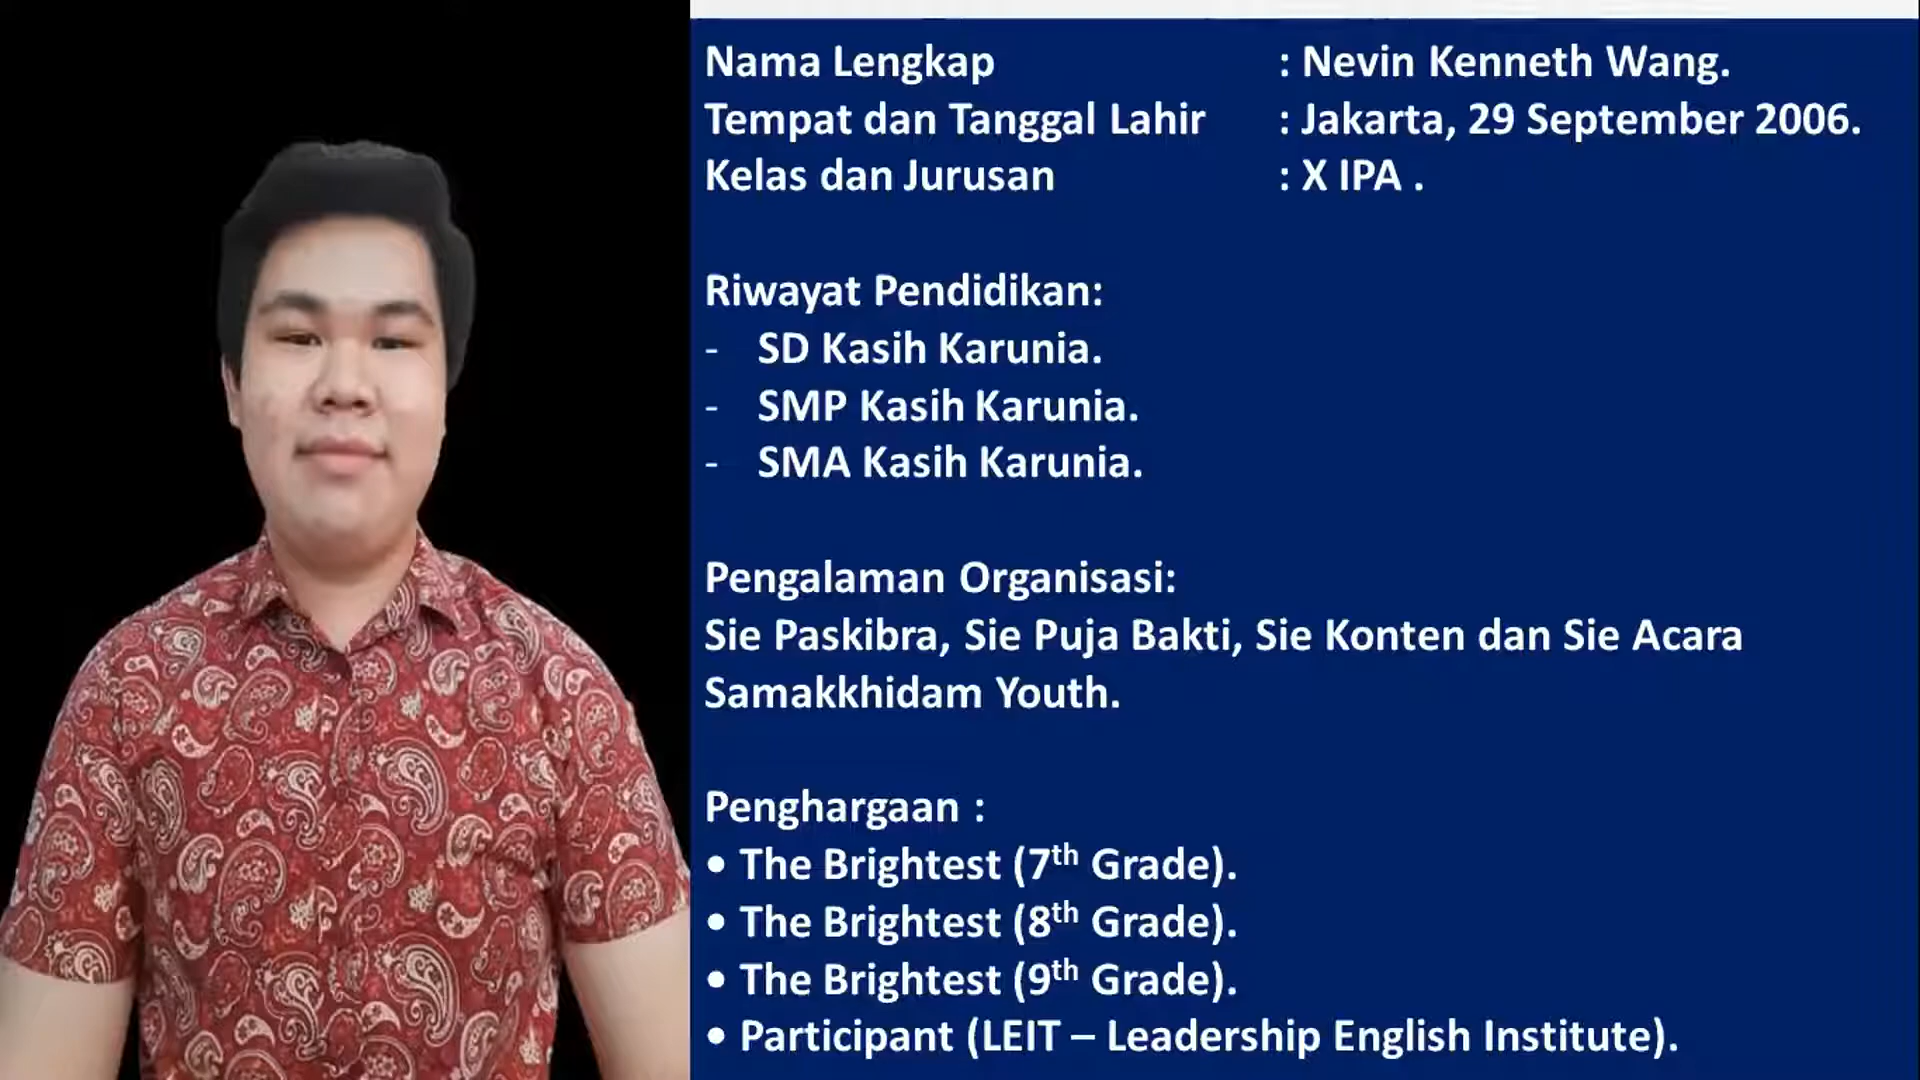 Nama Lengkap : Nevin Kenneth Wang.
Tempat dan Tanggal Lahir : Jakarta, 29 September 2006.
Kelas dan Jurusan : X IPA .
Riwayat Pendidikan:
- SD Kasih Karunia.
- SMP Kasih Karunia.
- SMA Kasih Karunia.
Pengalaman Organisasi:
Sie Paskibra, Sie Puja Bakti, Sie Konten dan Sie Acara
Samakkhidam Youth.
Penghargaan :
• The Brightest (7th Grade).
• The Brightest (8th Grade).
• The Brightest (9th Grade).
• Participant (LEIT – Leadership English Institute).